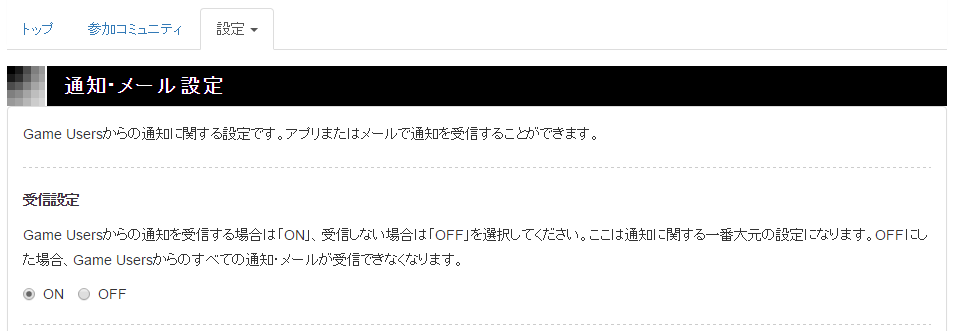 トップ 参加コミュニティ 設定
通知・メール 設定
Game Usersからの通知に関する設定です。アプリまたはメールで通知を受信することができます。
受信設定
Game Usersからの通知を受信する場合は「ON」、受信しない場合は「OFF」を選択してください。ここは通知に関する一番大元の設定になります。OFFにし
た場合、Game Usersからのすべての通知・メールが受信できなくなります。
ON OFF